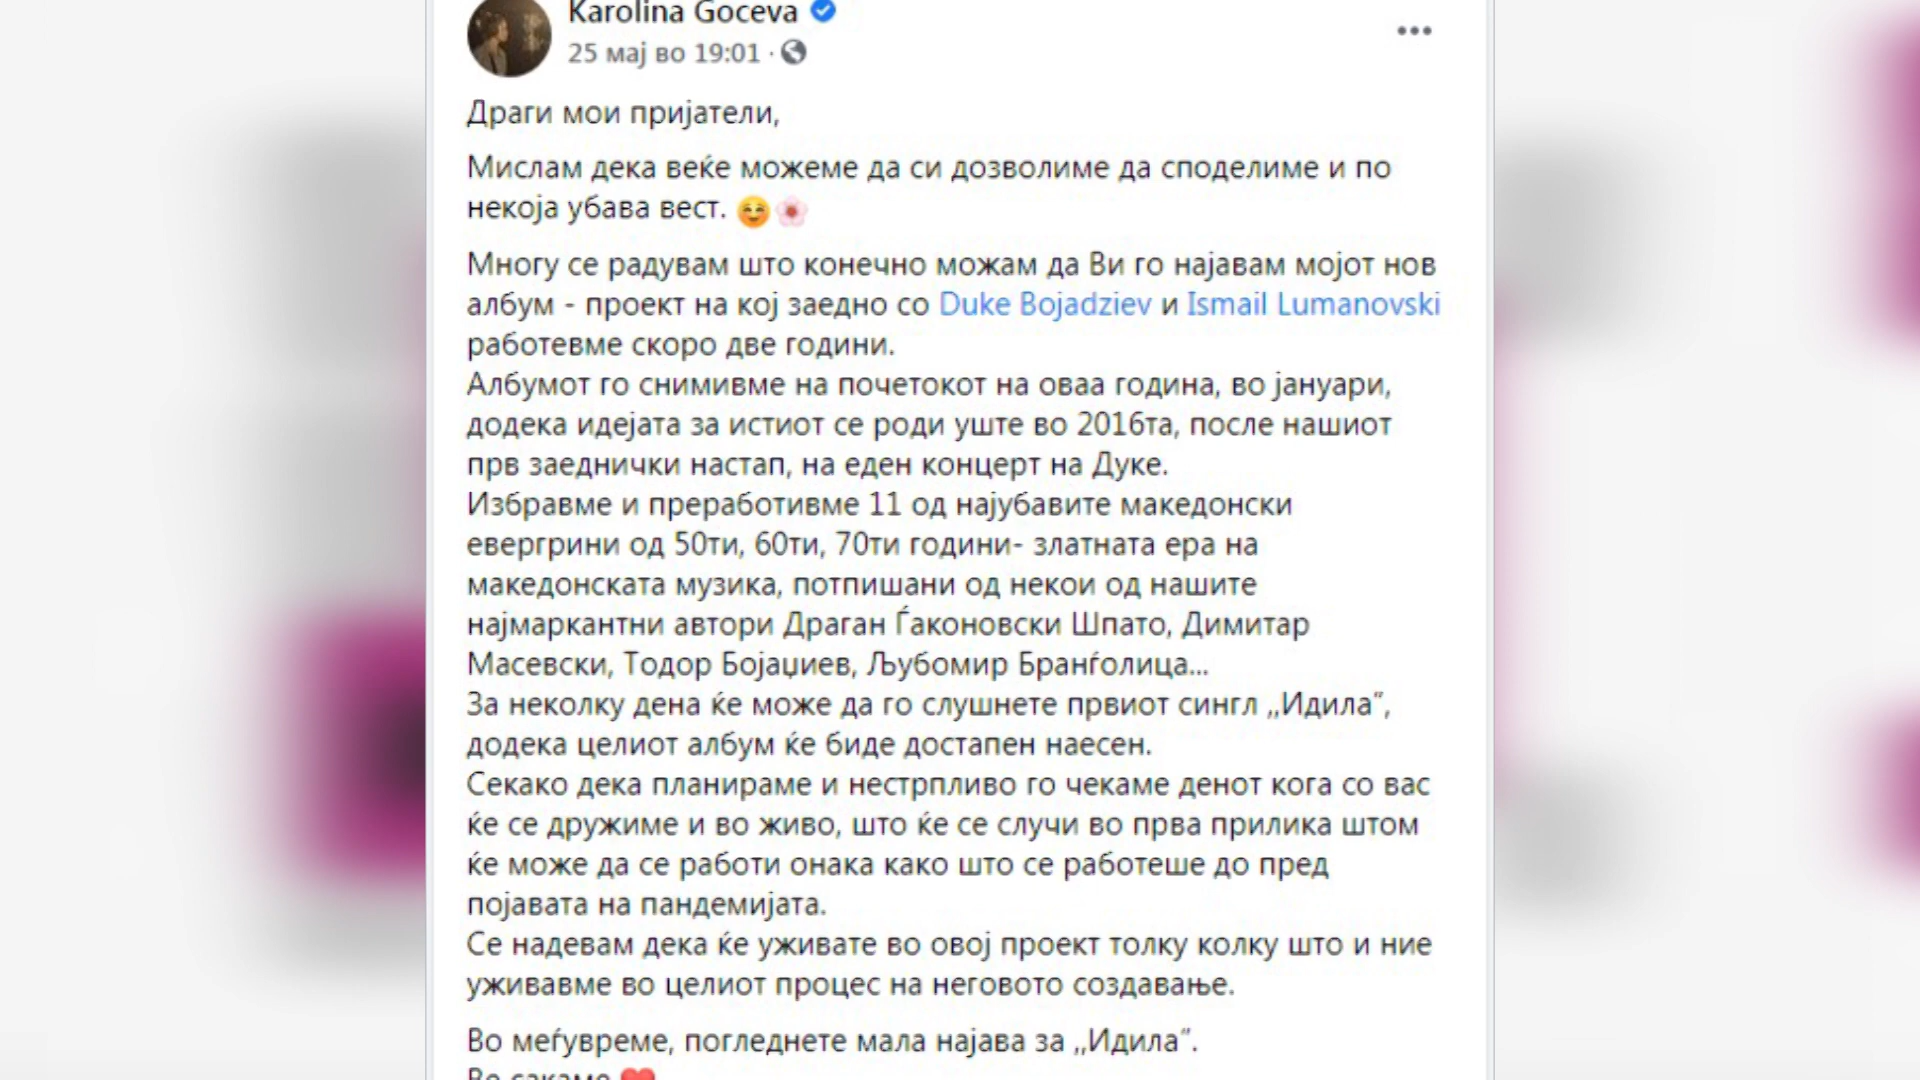 Karolina Goceva
25 мај во 19:01 ·
Драги мои пријатели,
Мислам дека веќе можеме да си дозволиме да споделиме и по
некоја убава вест. 😊🌸
Многу се радувам што конечно можам да Ви го најавам мојот нов
албум - проект на кој заедно со Duke Bojadziev и Ismail Lumanovski
работевме скоро две години.
Албумот го снимивме на почетокот на оваа година, во јануари,
додека идејата за истиот се роди уште во 2016та, после нашиот
прв заеднички настап, на еден концерт на Дуке.
Избравме и преработивме 11 од најубавите македонски
евергрини од 50ти, 60ти, 70ти години- златната ера на
македонската музика, потпишани од некои од нашите
најмаркантни автори Драган Ѓаконовски Шпато, Димитар
Масевски, Тодор Бојаџиев, Љубомир Бранѓолица...
За неколку дена ќе може да го слушнете првиот сингл ,,Идила”,
додека целиот албум ќе биде достапен наесен.
Секако дека планираме и нестрпливо го чекаме денот кога со вас
ќе се дружиме и во живо, што ќе се случи во прва прилика штом
ќе може да се работи онака како што се работеше до пред
појавата на пандемијата.
Се надевам дека ќе уживате во овој проект толку колку што и ние
уживавме во целиот процес на неговото создавање.
Во меѓувреме, погледнете мала најава за ,,Идила”.
Ве сакаме ❤